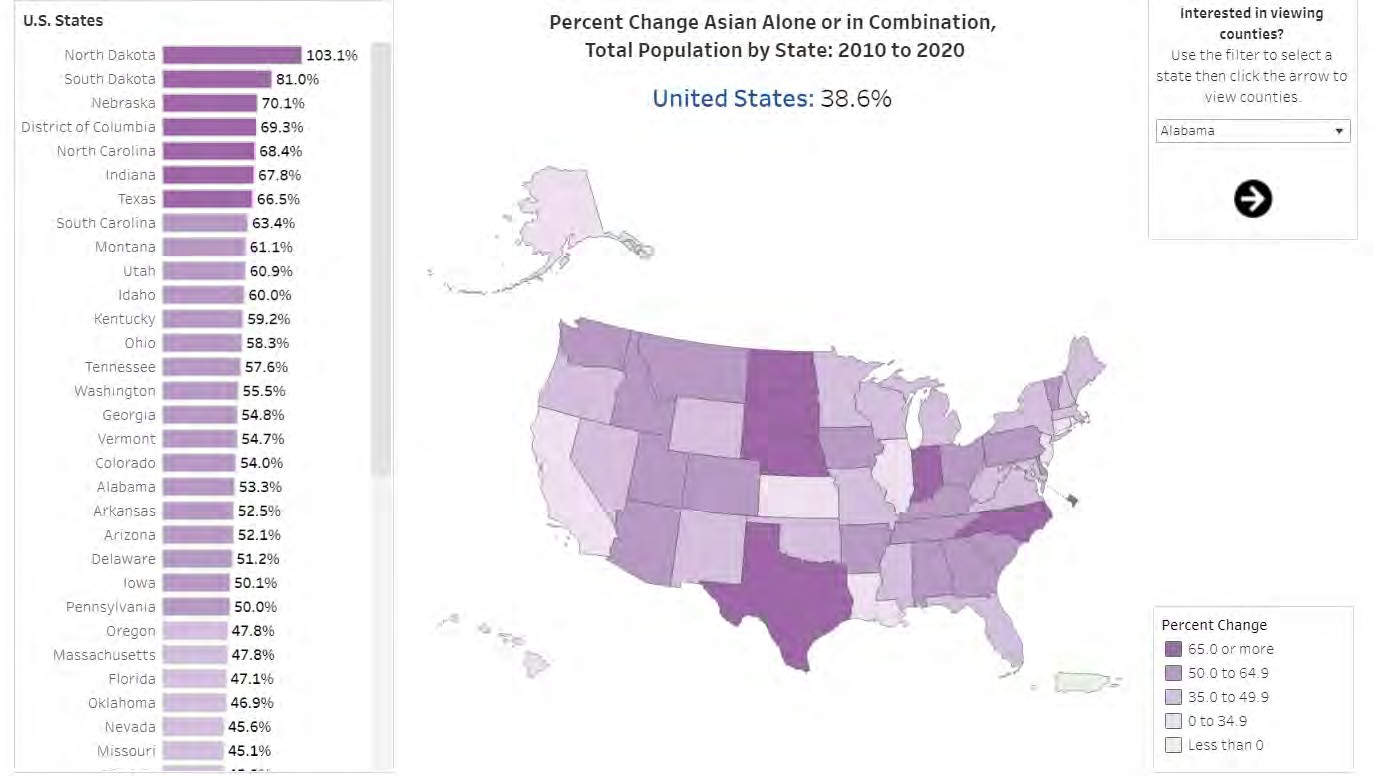 U.S. States
North Dakota 103.1%
South Dakota 81.0%
Nebraska 70.1%
District of Columbia 69.3%
North Carolina 68.4%
Indiana 67.8%
Texas 66.5%
South Carolina 63.4%
Montana 61.1%
Utah 60.9%
Idaho 60.0%
Kentucky 59.2%
Ohio 58.3%
Tennessee 57.6%
Washington 55.5%
Georgia 54.8%
Vermont 54.7%
Colorado 54.0%
Alabama 53.3%
Arkansas 52.5%
Arizona 52.1%
Delaware 51.2%
Iowa 50.1%
Pennsylvania 50.0%
Oregon 47.8%
Massachusetts 47.8%
Florida 47.1%
Oklahoma 46.9%
Nevada 45.6%
Missouri 45.1%
Percent Change Asian Alone or in Combination,
Total Population by State: 2010 to 2020
United States: 38.6%
Interested in viewing
counties?
Use the filter to select a
state then click the arrow to
view counties.
Alabama
Percent Change
65.0 or more
50.0 to 64.9
35.0 to 49.9
0 to 34.9
Less than 0